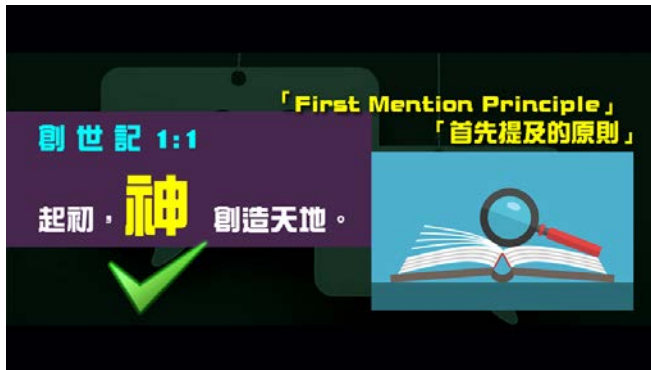 「First Mention Principle」
「首先提及的原則」
創世記 1:1
起初，神 創造天地。